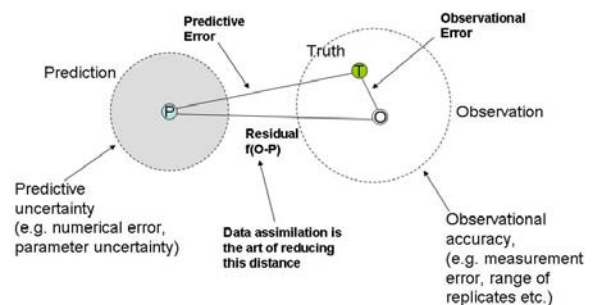 Predictive
Error
Observational
Error
Truth
Prediction
T
P
O
Observation
Residual
f(O-P)
Predictive
uncertainty
(e.g. numerical error,
parameter uncertainty)
Data assimilation is
the art of reducing
this distance
Observational
accuracy,
(e.g. measurement
error, range of
replicates etc.)